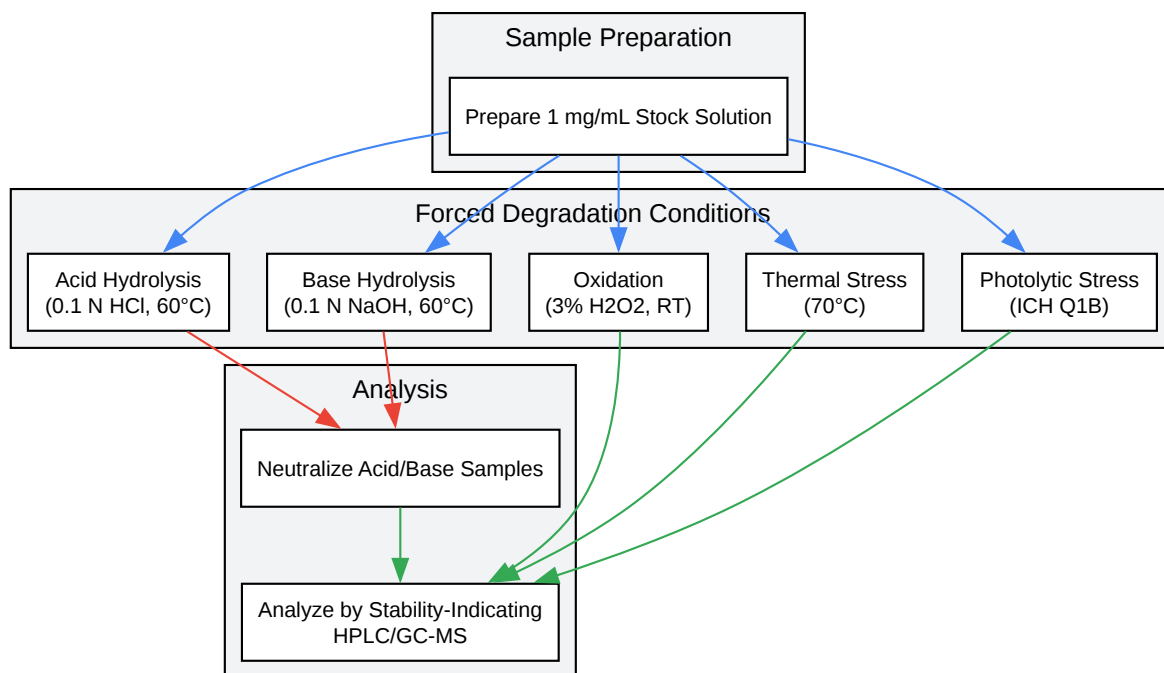 Sample Preparation
Prepare 1 mg/mL Stock Solution
Forced Degradation Conditions
Acid Hydrolysis
(0.1 N HCl, 60°C)
Base Hydrolysis
(0.1 N NaOH, 60°C)
Oxidation
(3% H2O2, RT)
Thermal Stress
(70°C)
Photolytic Stress
(ICH Q1B)
Analysis
Neutralize Acid/Base Samples
Analyze by Stability-Indicating
HPLC/GC-MS